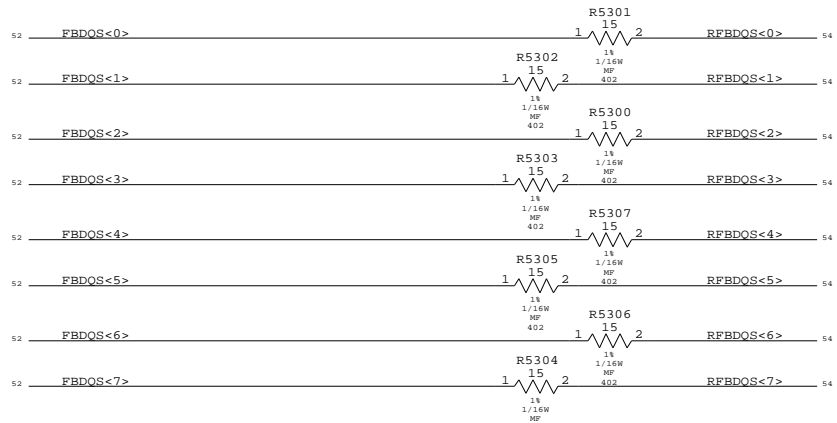 R5301
15
52 FBDQS<0> 1 2 RFBDQS<0> 54
1%
1/16W
MF
402
R5302
15
52 FBDQS<1> 1 2 RFBDQS<1> 54
1%
1/16W
MF
402
R5300
15
52 FBDQS<2> 1 2 RFBDQS<2> 54
1%
1/16W
MF
402
R5303
15
52 FBDQS<3> 1 2 RFBDQS<3> 54
1%
1/16W
MF
402
R5307
15
52 FBDQS<4> 1 2 RFBDQS<4> 54
1%
1/16W
MF
402
R5305
15
52 FBDQS<5> 1 2 RFBDQS<5> 54
1%
1/16W
MF
402
R5306
15
52 FBDQS<6> 1 2 RFBDQS<6> 54
1%
1/16W
MF
402
R5304
15
52 FBDQS<7> 1 2 RFBDQS<7> 54
1%
1/16W
MF